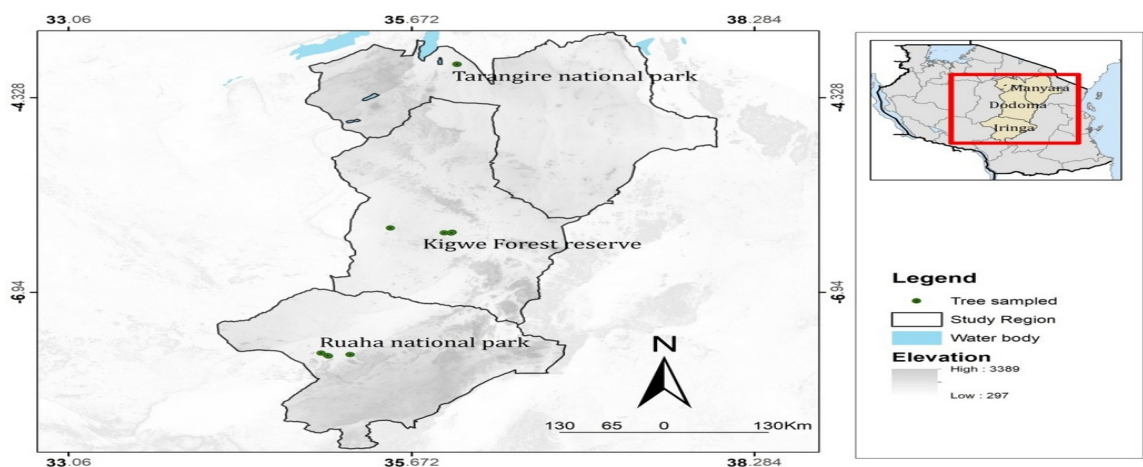 33.06 35.672 38.284
Tarangire national park
-4.328 -4.328
Kigwe Forest reserve
-6.94 -6.94
Ruaha national park
N
130 65 0 130Km
33.06 35.672 38.284
Manyara
Dodoma
Iringa
Legend
Tree sampled
Study Region
Water body
Elevation
High : 3389
Low : 297